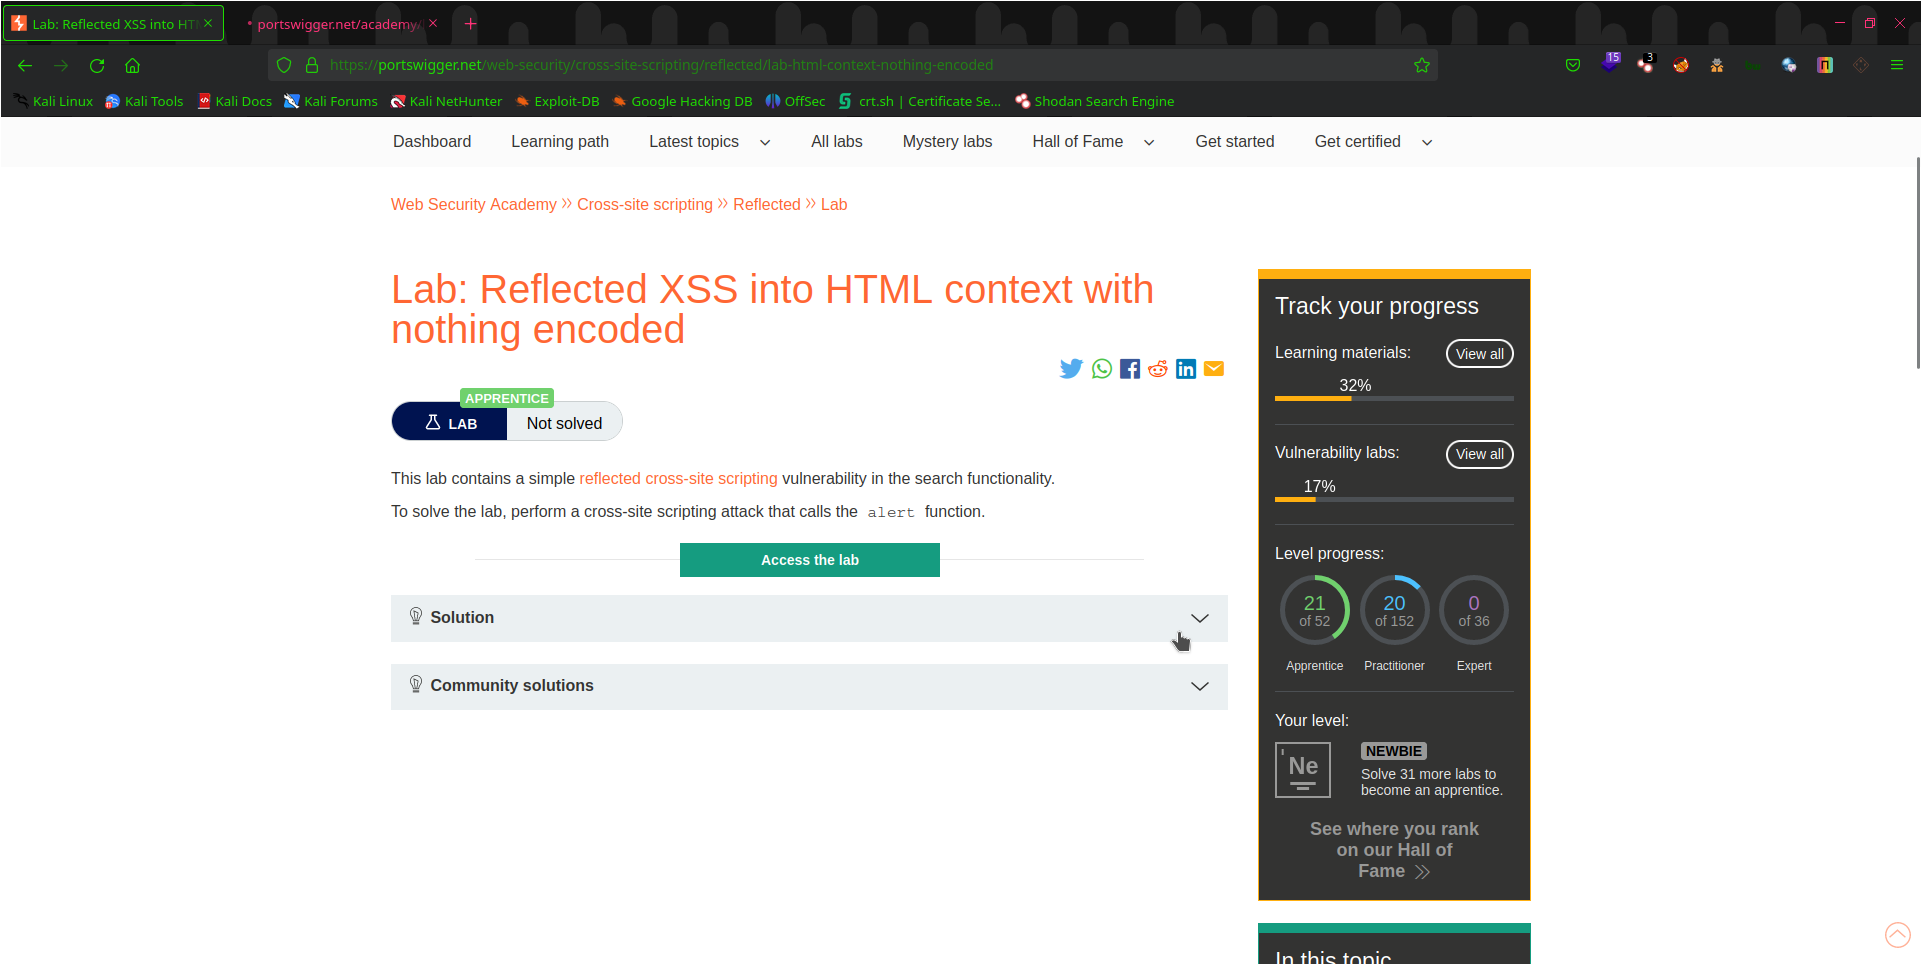 Lab: Reflected XSS into HT
portswigger.net/academy
https://portswigger.net/web-security/cross-site-scripting/reflected/lab-html-context-nothing-encoded
15
3
Kali Linux Kali Tools Kali Docs Kali Forums Kali NetHunter Exploit-DB Google Hacking DB OffSec crt.sh | Certificate Se... Shodan Search Engine
Dashboard Learning path Latest topics All labs Mystery labs Hall of Fame Get started Get certified
Web Security Academy » Cross-site scripting » Reflected » Lab
Lab: Reflected XSS into HTML context with
nothing encoded
APPRENTICE
LAB Not solved
This lab contains a simple reflected cross-site scripting vulnerability in the search functionality.
To solve the lab, perform a cross-site scripting attack that calls the alert function.
Access the lab
Solution
Community solutions
Track your progress
Learning materials: View all
32%
Vulnerability labs: View all
17%
Level progress:
21 20 0
of 52 of 152 of 36
Apprentice Practitioner Expert
Your level:
Ne
NEWBIE
Solve 31 more labs to
become an apprentice.
See where you rank
on our Hall of
Fame »
In this topic